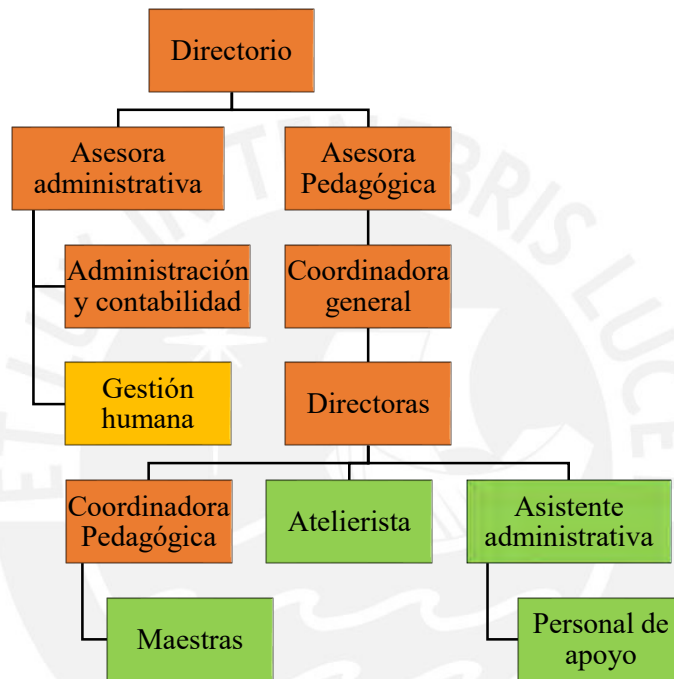 Directorio
Asesora
administrativa
Asesora
Pedagógica
Administración
y contabilidad
Coordinadora
general
Gestión
humana
Directoras
Coordinadora
Pedagógica
Atelierista
Asistente
administrativa
Maestras
Personal de
apoyo